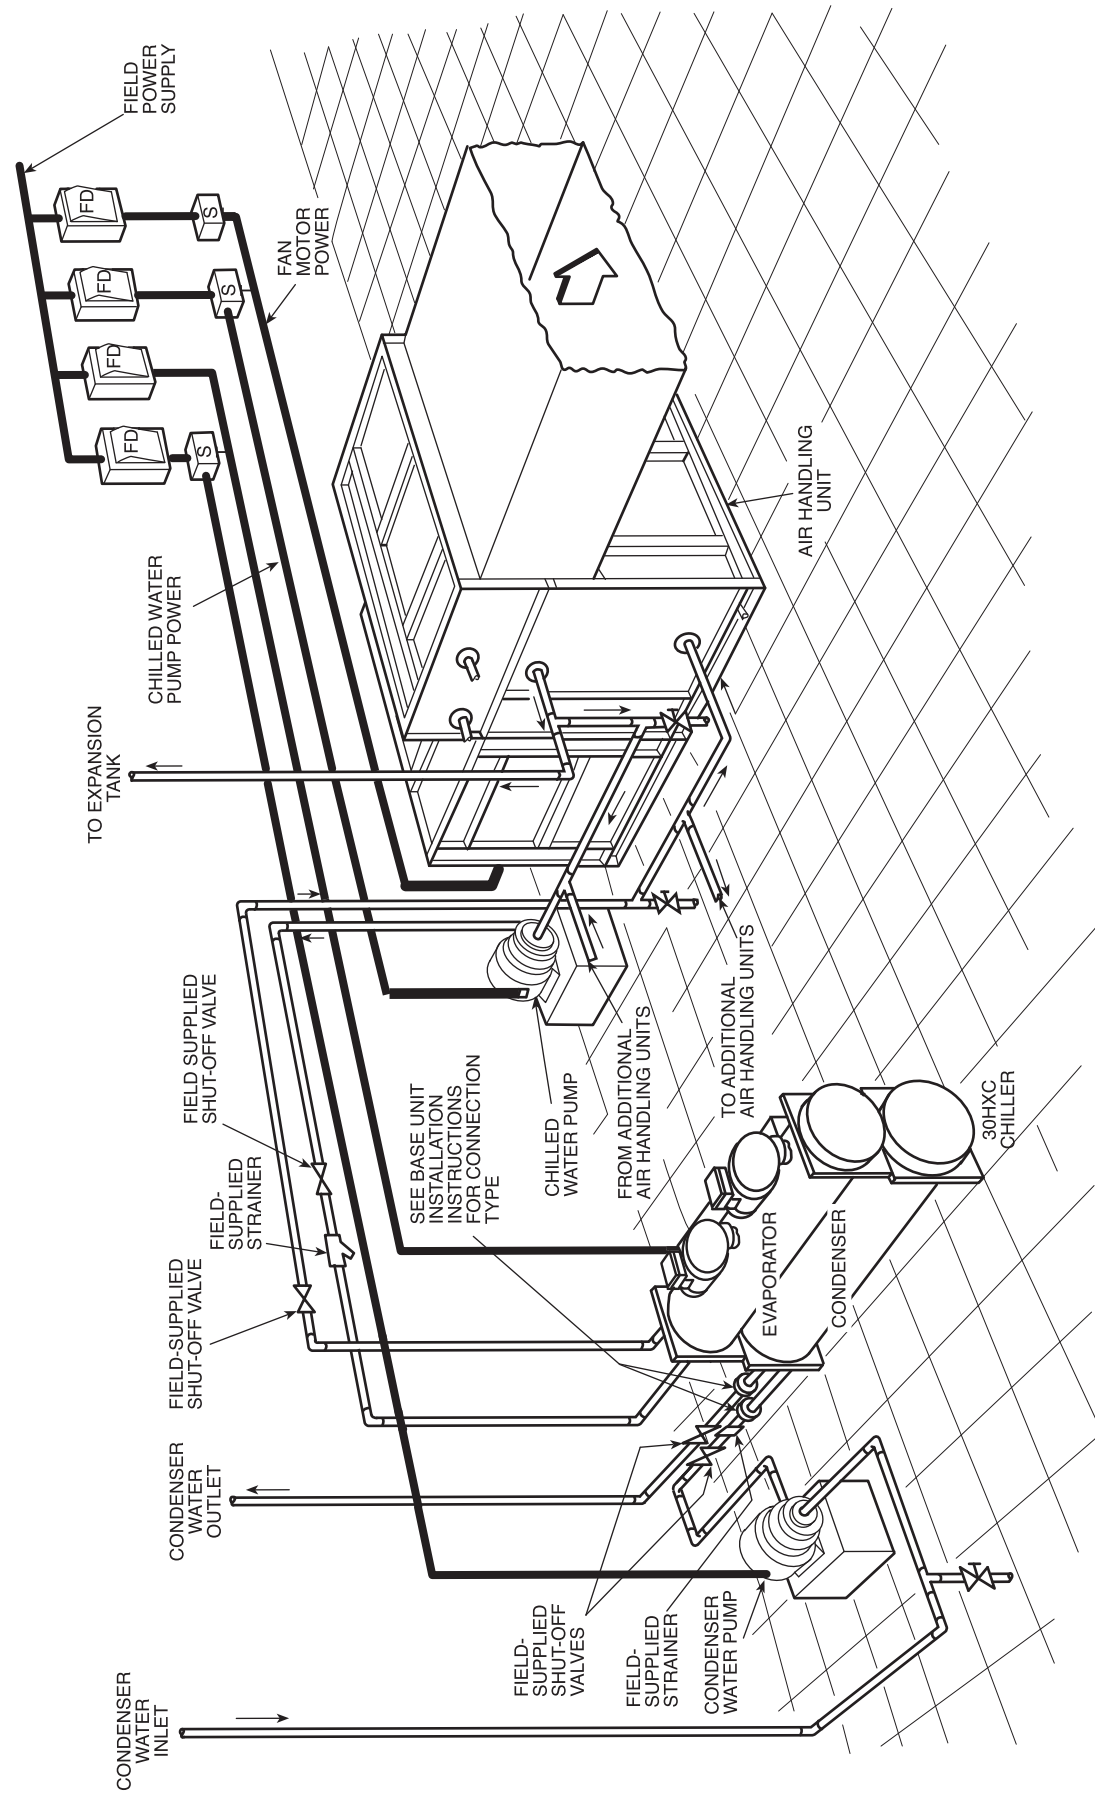 FIELD
POWER
SUPPLY
FD
FD
FD
FD
S
S
S
FAN
MOTOR
POWER
CHILLED WATER
PUMP POWER
TO EXPANSION
TANK
AIR HANDLING
UNIT
FIELD SUPPLIED
SHUT-OFF VALVE
FIELD-
SUPPLIED
STRAINER
FIELD-SUPPLIED
SHUT-OFF VALVE
SEE BASE UNIT
INSTALLATION
INSTRUCTIONS
FOR CONNECTION
TYPE
CHILLED
WATER PUMP
FROM ADDITIONAL
AIR HANDLING UNITS
TO ADDITIONAL
AIR HANDLING UNITS
30HXC
CHILLER
EVAPORATOR
CONDENSER
CONDENSER
WATER
OUTLET
FIELD-
SUPPLIED
SHUT-OFF
VALVES
FIELD-
SUPPLIED
STRAINER
CONDENSER
WATER PUMP
CONDENSER
WATER
INLET